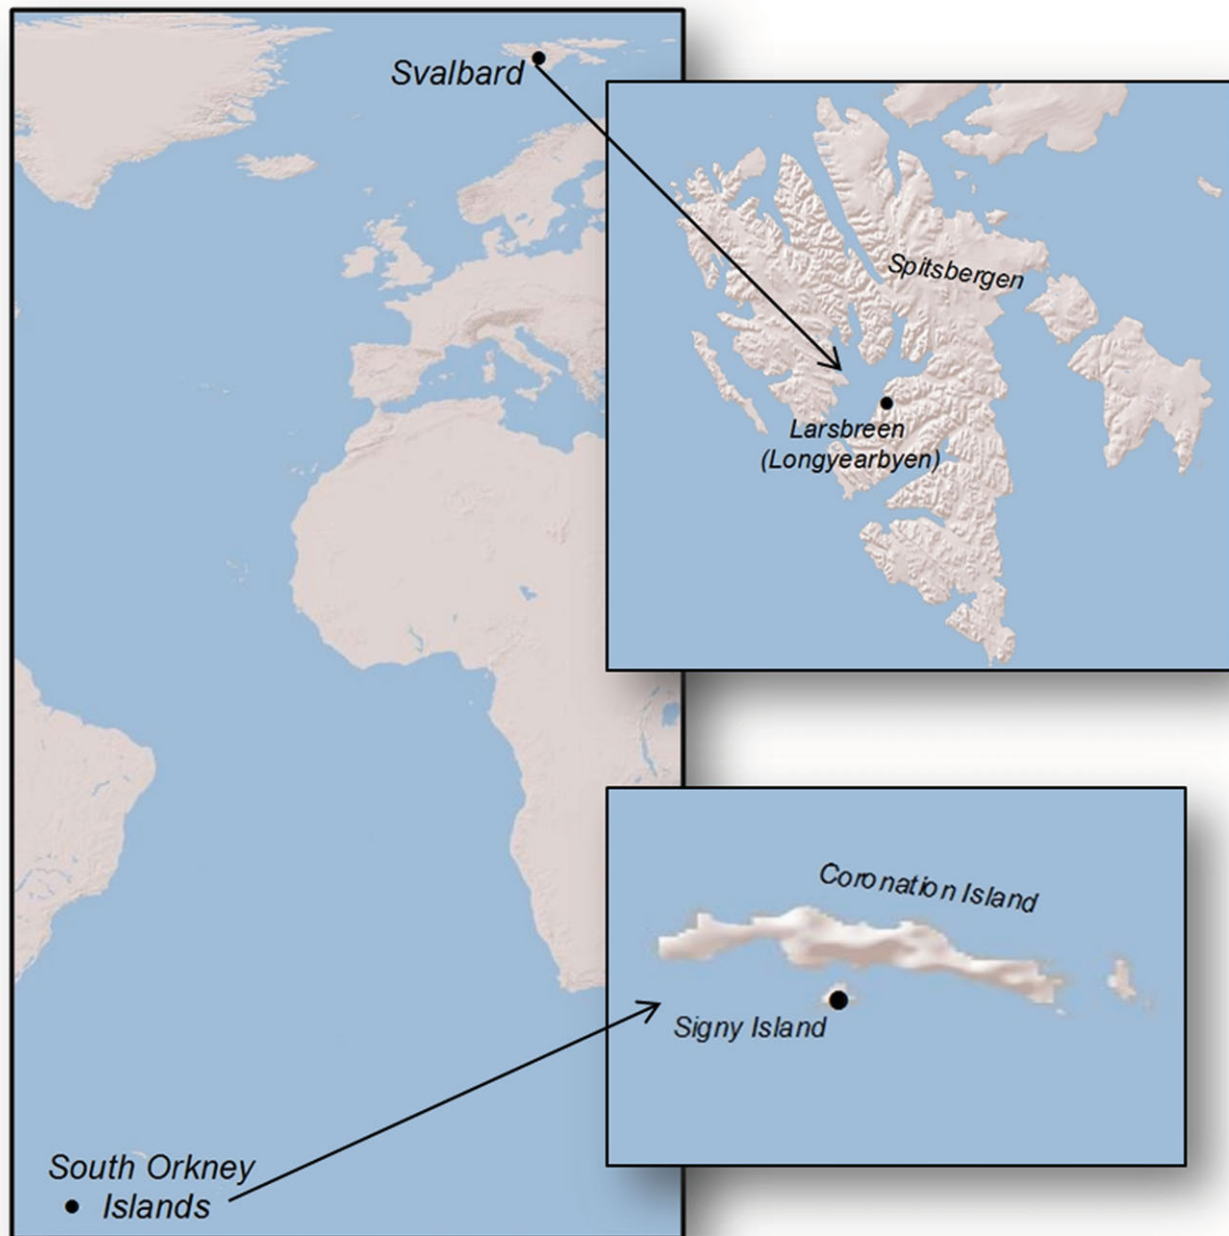 Svalbard
Spitsbergen
Larsbreen
(Longyearbyen)
Coronation Island
Signy Island
South Orkney
Islands